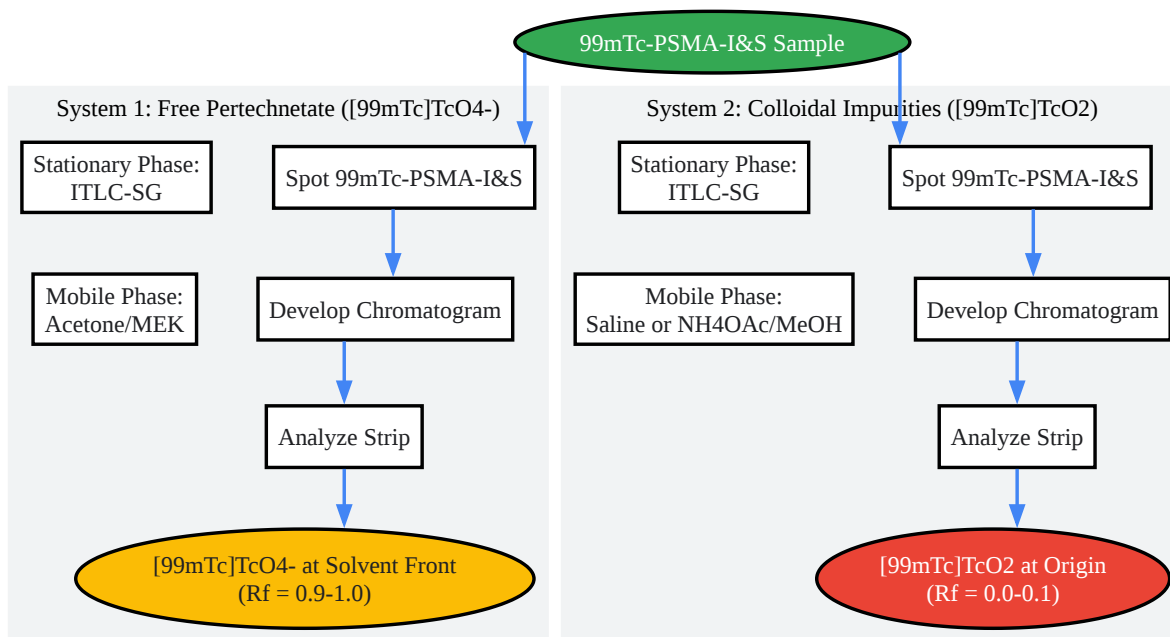 99mTc-PSMA-I&S Sample
System 1: Free Pertechnetate ([99mTc]TcO4-)
Stationary Phase:
ITLC-SG
Spot 99mTc-PSMA-I&S
Mobile Phase:
Acetone/MEK
Develop Chromatogram
Analyze Strip
[99mTc]TcO4- at Solvent Front
(Rf = 0.9-1.0)
System 2: Colloidal Impurities ([99mTc]TcO2)
Stationary Phase:
ITLC-SG
Spot 99mTc-PSMA-I&S
Mobile Phase:
Saline or NH4OAc/MeOH
Develop Chromatogram
Analyze Strip
[99mTc]TcO2 at Origin
(Rf = 0.0-0.1)